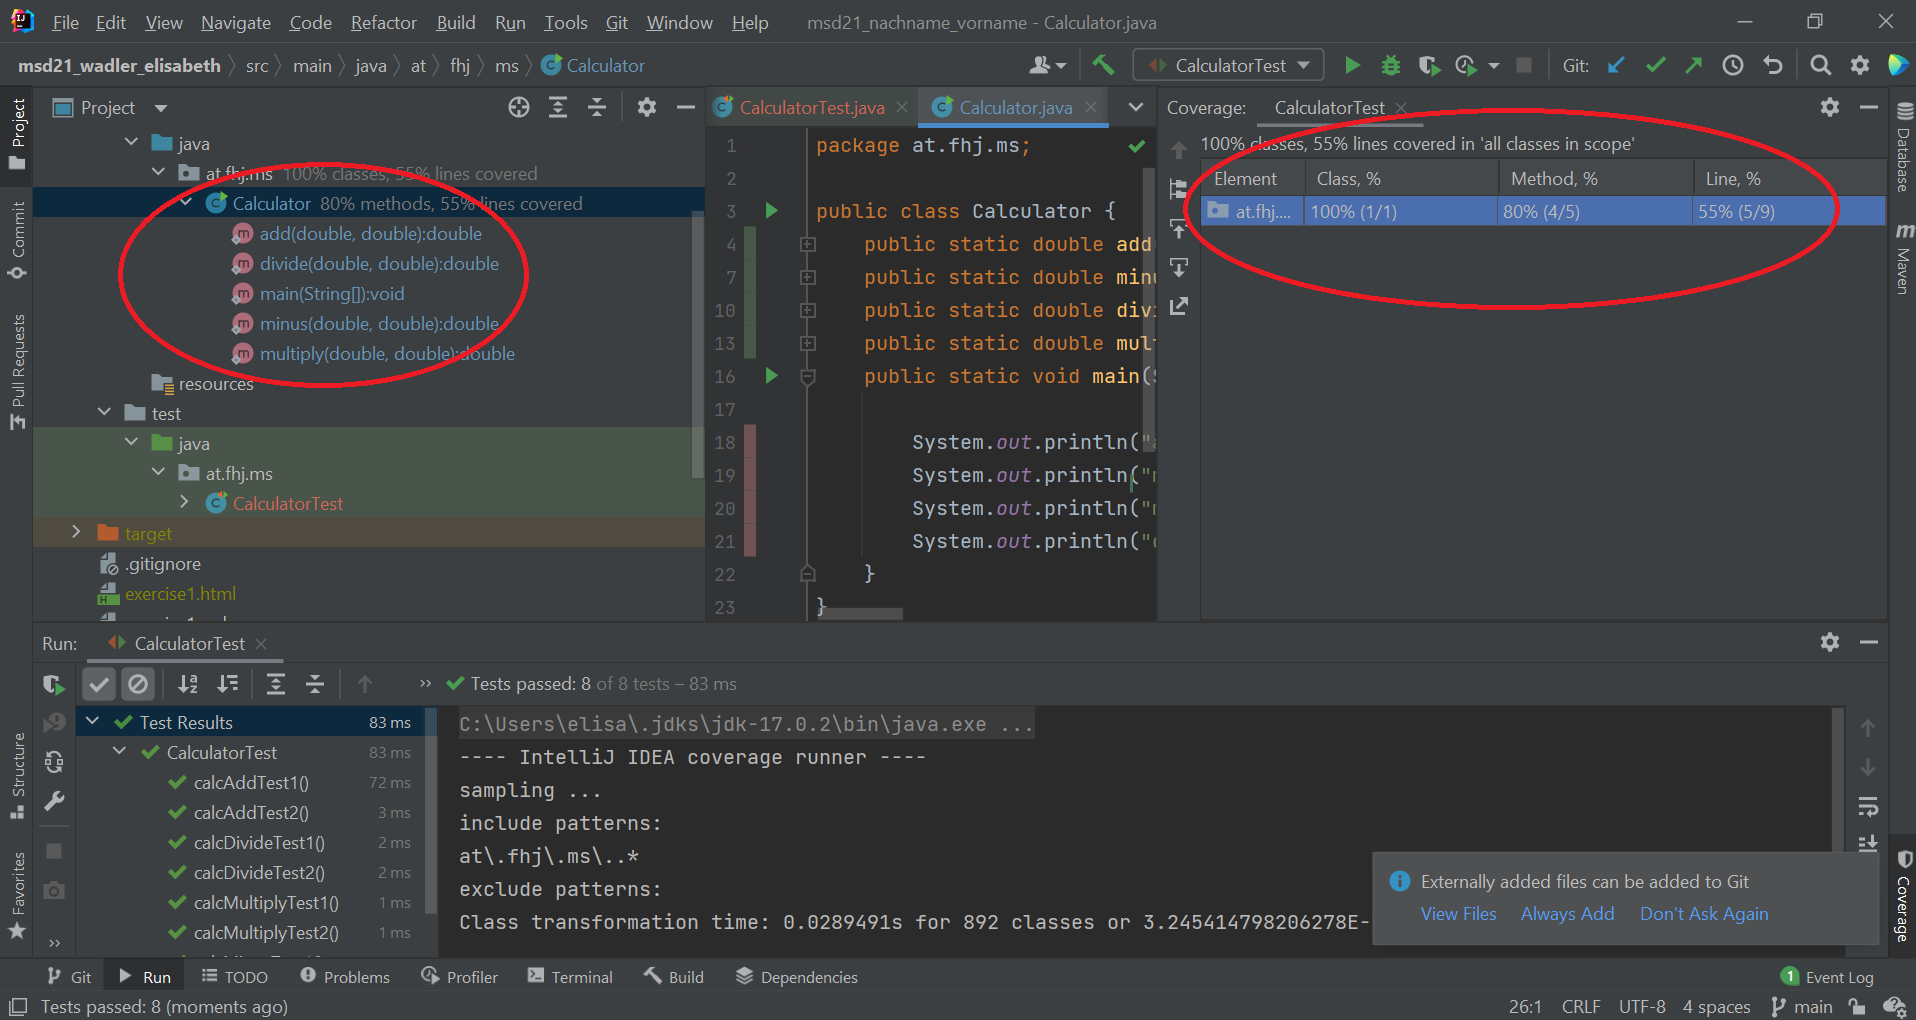 File Edit View Navigate Code Refactor Build Run Tools Git Window Help msd21_nachname_vorname - Calculator.java
msd21_wadler_elisabeth src main java at fhj ms Calculator CalculatorTest Git:
Project
Project
Commit
Pull Requests
Structure
Favorites
java
at.fhj.ms 100% classes, 55% lines covered
Calculator 80% methods, 55% lines covered
add(double, double):double
divide(double, double):double
main(String[]):void
minus(double, double):double
multiply(double, double):double
resources
test
java
at.fhj.ms
CalculatorTest
target
.gitignore
exercise1.html
CalculatorTest.java Calculator.java
1 package at.fhj.ms;
2
3 public class Calculator {
4 public static double add
7 public static double minu
10 public static double divi
13 public static double mult
16 public static void main(S
17
18 System.out.println("a
19 System.out.println("m
20 System.out.println("m
21 System.out.println("d
22 }
23 }
Coverage: CalculatorTest
100% classes, 55% lines covered in 'all classes in scope'
Element Class, % Method, % Line, %
at.fhj.... 100% (1/1) 80% (4/5) 55% (5/9)
Database
Maven
Coverage
Run: CalculatorTest
Tests passed: 8 of 8 tests – 83 ms
Test Results 83 ms
CalculatorTest 83 ms
calcAddTest1() 72 ms
calcAddTest2() 3 ms
calcDivideTest1() 2 ms
calcDivideTest2() 2 ms
calcMultiplyTest1() 1 ms
calcMultiplyTest2() 1 ms
C:\Users\elisa\.jdks\jdk-17.0.2\bin\java.exe ...
---- IntelliJ IDEA coverage runner ----
sampling ...
include patterns:
at\.fhj\.ms\..*
exclude patterns:
Class transformation time: 0.0289491s for 892 classes or 3.245414798206278E-
Externally added files can be added to Git
View Files Always Add Don't Ask Again
Git Run TODO Problems Profiler Terminal Build Dependencies 1 Event Log
Tests passed: 8 (moments ago) 26:1 CRLF UTF-8 4 spaces main